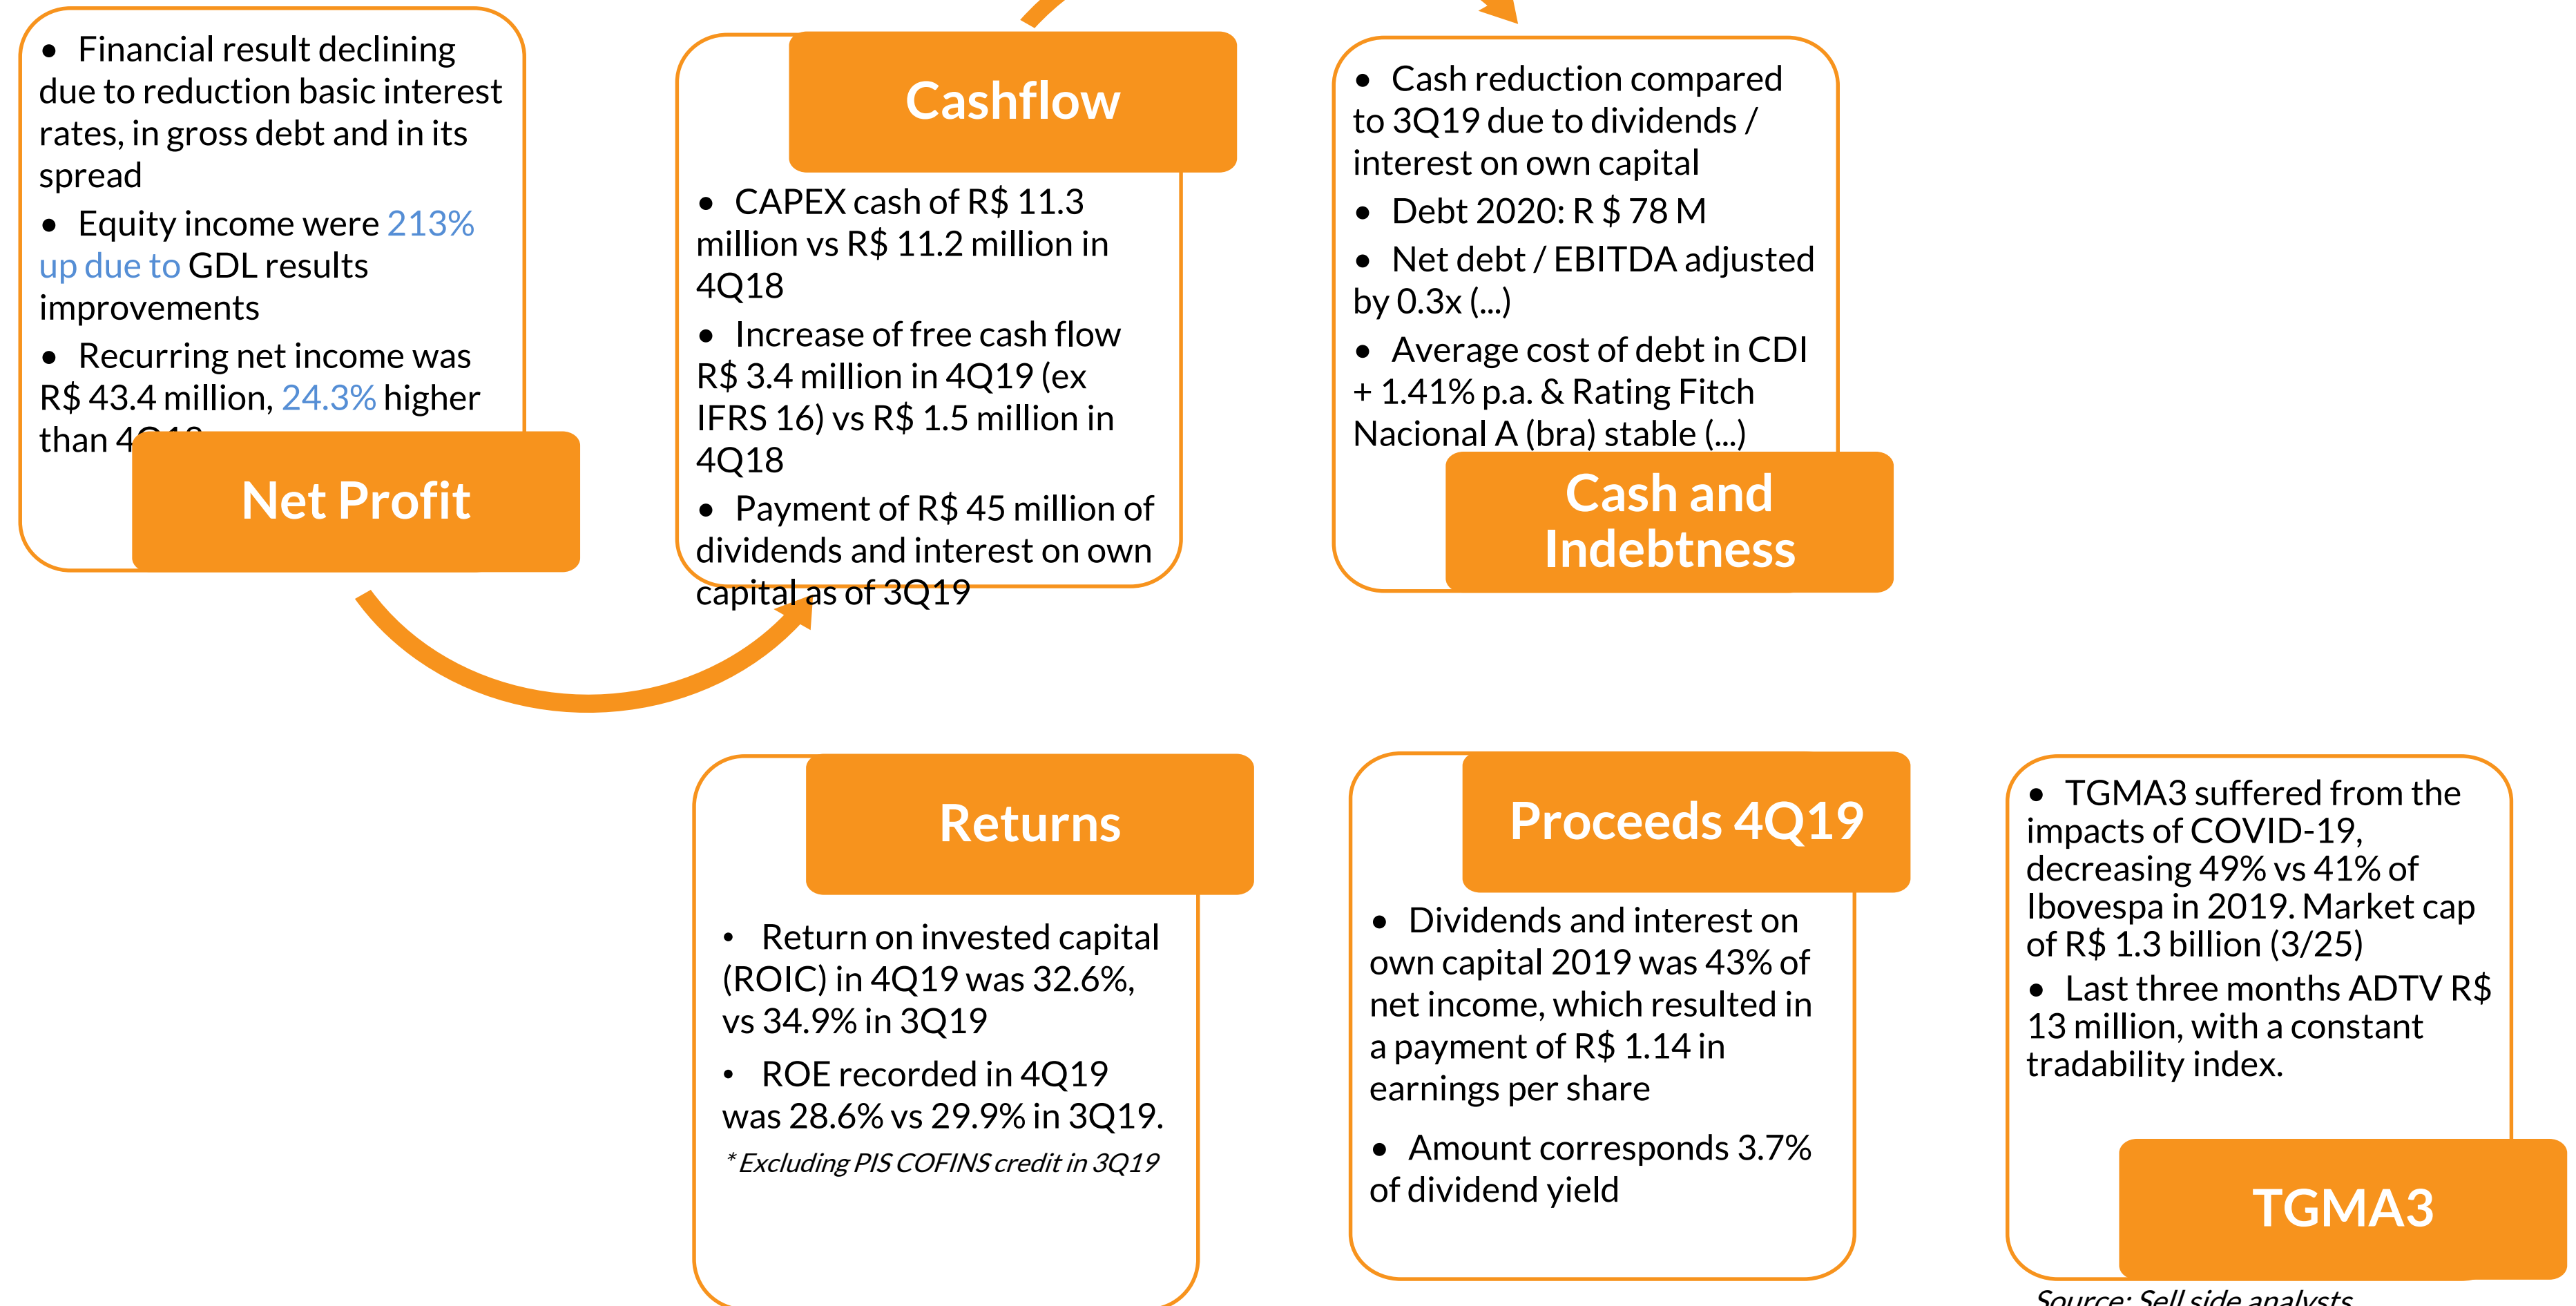 • Financial result declining
due to reduction basic interest
rates, in gross debt and in its
spread
• Equity income were 213%
up due to GDL results
improvements
• Recurring net income was
R$ 43.4 million, 24.3% higher
than
Net Profit
Cashflow
• CAPEX cash of R$ 11.3
million vs R$ 11.2 million in
4Q18
• Increase of free cash flow
R$ 3.4 million in 4Q19 (ex
IFRS 16) vs R$ 1.5 million in
4Q18
• Payment of R$ 45 million of
dividends and interest on own
capital as of 3Q19
• Cash reduction compared
to 3Q19 due to dividends /
interest on own capital
• Debt 2020: R $ 78 M
• Net debt / EBITDA adjusted
by 0.3x (...)
• Average cost of debt in CDI
+ 1.41% p.a. & Rating Fitch
Nacional A (bra) stable (...)
Cash and
Indebtness
Returns
• Return on invested capital
(ROIC) in 4Q19 was 32.6%,
vs 34.9% in 3Q19
• ROE recorded in 4Q19
was 28.6% vs 29.9% in 3Q19.
* Excluding PIS COFINS credit in 3Q19
Proceeds 4Q19
• Dividends and interest on
own capital 2019 was 43% of
net income, which resulted in
a payment of R$ 1.14 in
earnings per share
• Amount corresponds 3.7%
of dividend yield
• TGMA3 suffered from the
impacts of COVID-19,
decreasing 49% vs 41% of
Ibovespa in 2019. Market cap
of R$ 1.3 billion (3/25)
• Last three months ADTV R$
13 million, with a constant
tradability index.
TGMA3
Source: Sell side analysts